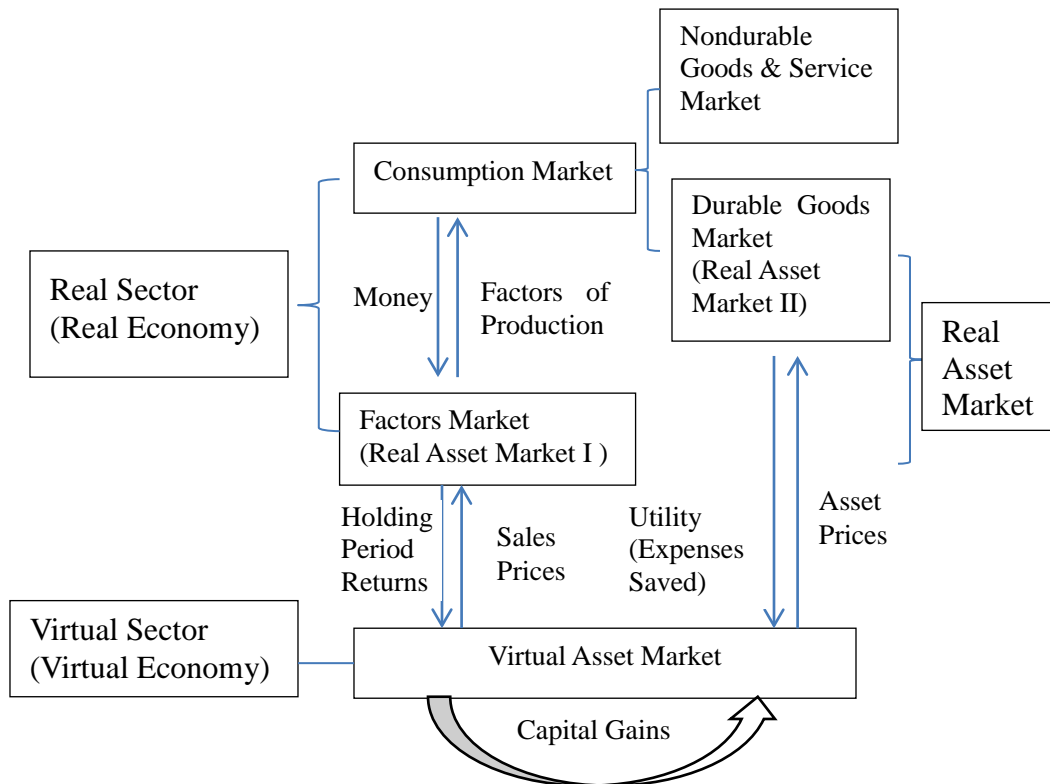 Nondurable
Goods & Service
Market
Consumption Market
Durable Goods
Market
(Real Asset
Market II)
Real Sector
(Real Economy)
Money
Factors of
Production
Real
Asset
Market
Factors Market
(Real Asset Market I )
Holding
Period
Returns
Sales
Prices
Utility
(Expenses
Saved)
Asset
Prices
Virtual Sector
(Virtual Economy)
Virtual Asset Market
Capital Gains